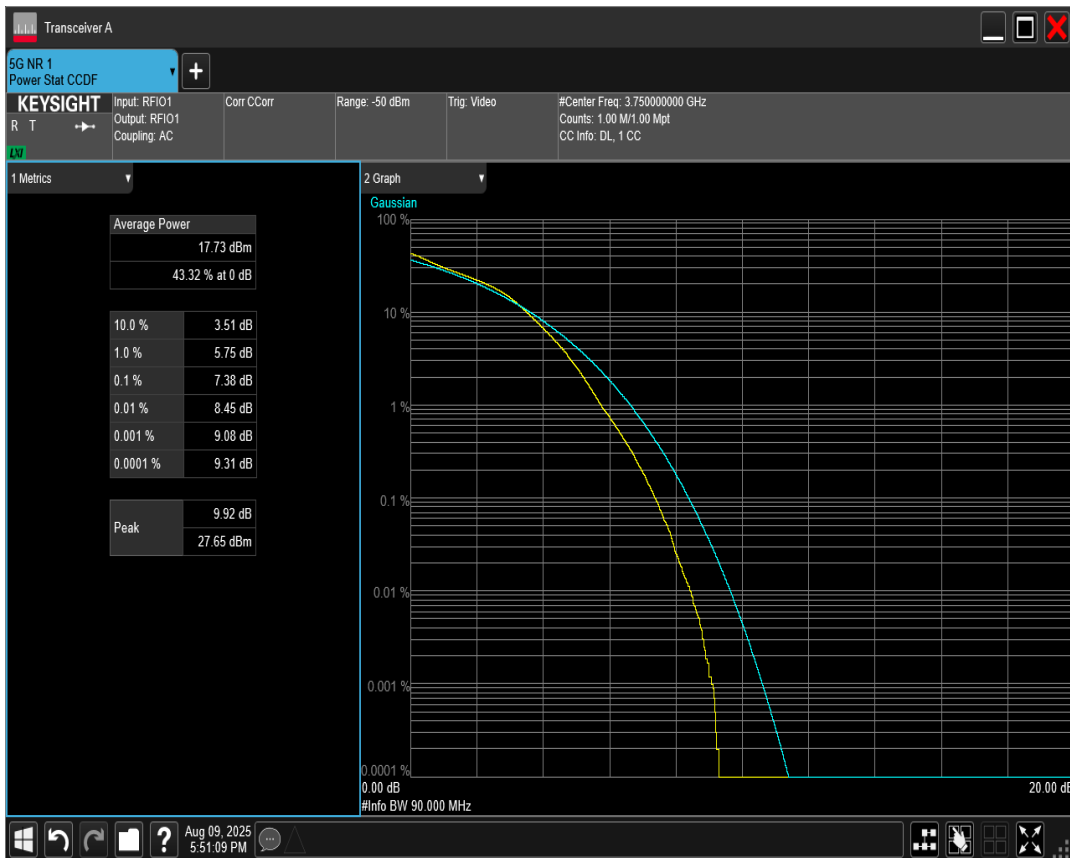 Transceiver A
5G NR 1
Power Stat CCDF
+
KEYSIGHT
R T
LXI
Input: RFIO1
Output: RFIO1
Coupling: AC
Corr CCorr
Range: -50 dBm
Trig: Video
#Center Freq: 3.750000000 GHz
Counts: 1.00 M/1.00 Mpt
CC Info: DL, 1 CC
1 Metrics
Average Power
17.73 dBm
43.32 % at 0 dB
10.0 % 3.51 dB
1.0 % 5.75 dB
0.1 % 7.38 dB
0.01 % 8.45 dB
0.001 % 9.08 dB
0.0001 % 9.31 dB
Peak 9.92 dB
27.65 dBm
2 Graph
Gaussian
100 %
10 %
1 %
0.1 %
0.01 %
0.001 %
0.0001 %
0.00 dB 20.00 dB
#Info BW 90.000 MHz
?
Aug 09, 2025
5:51:09 PM